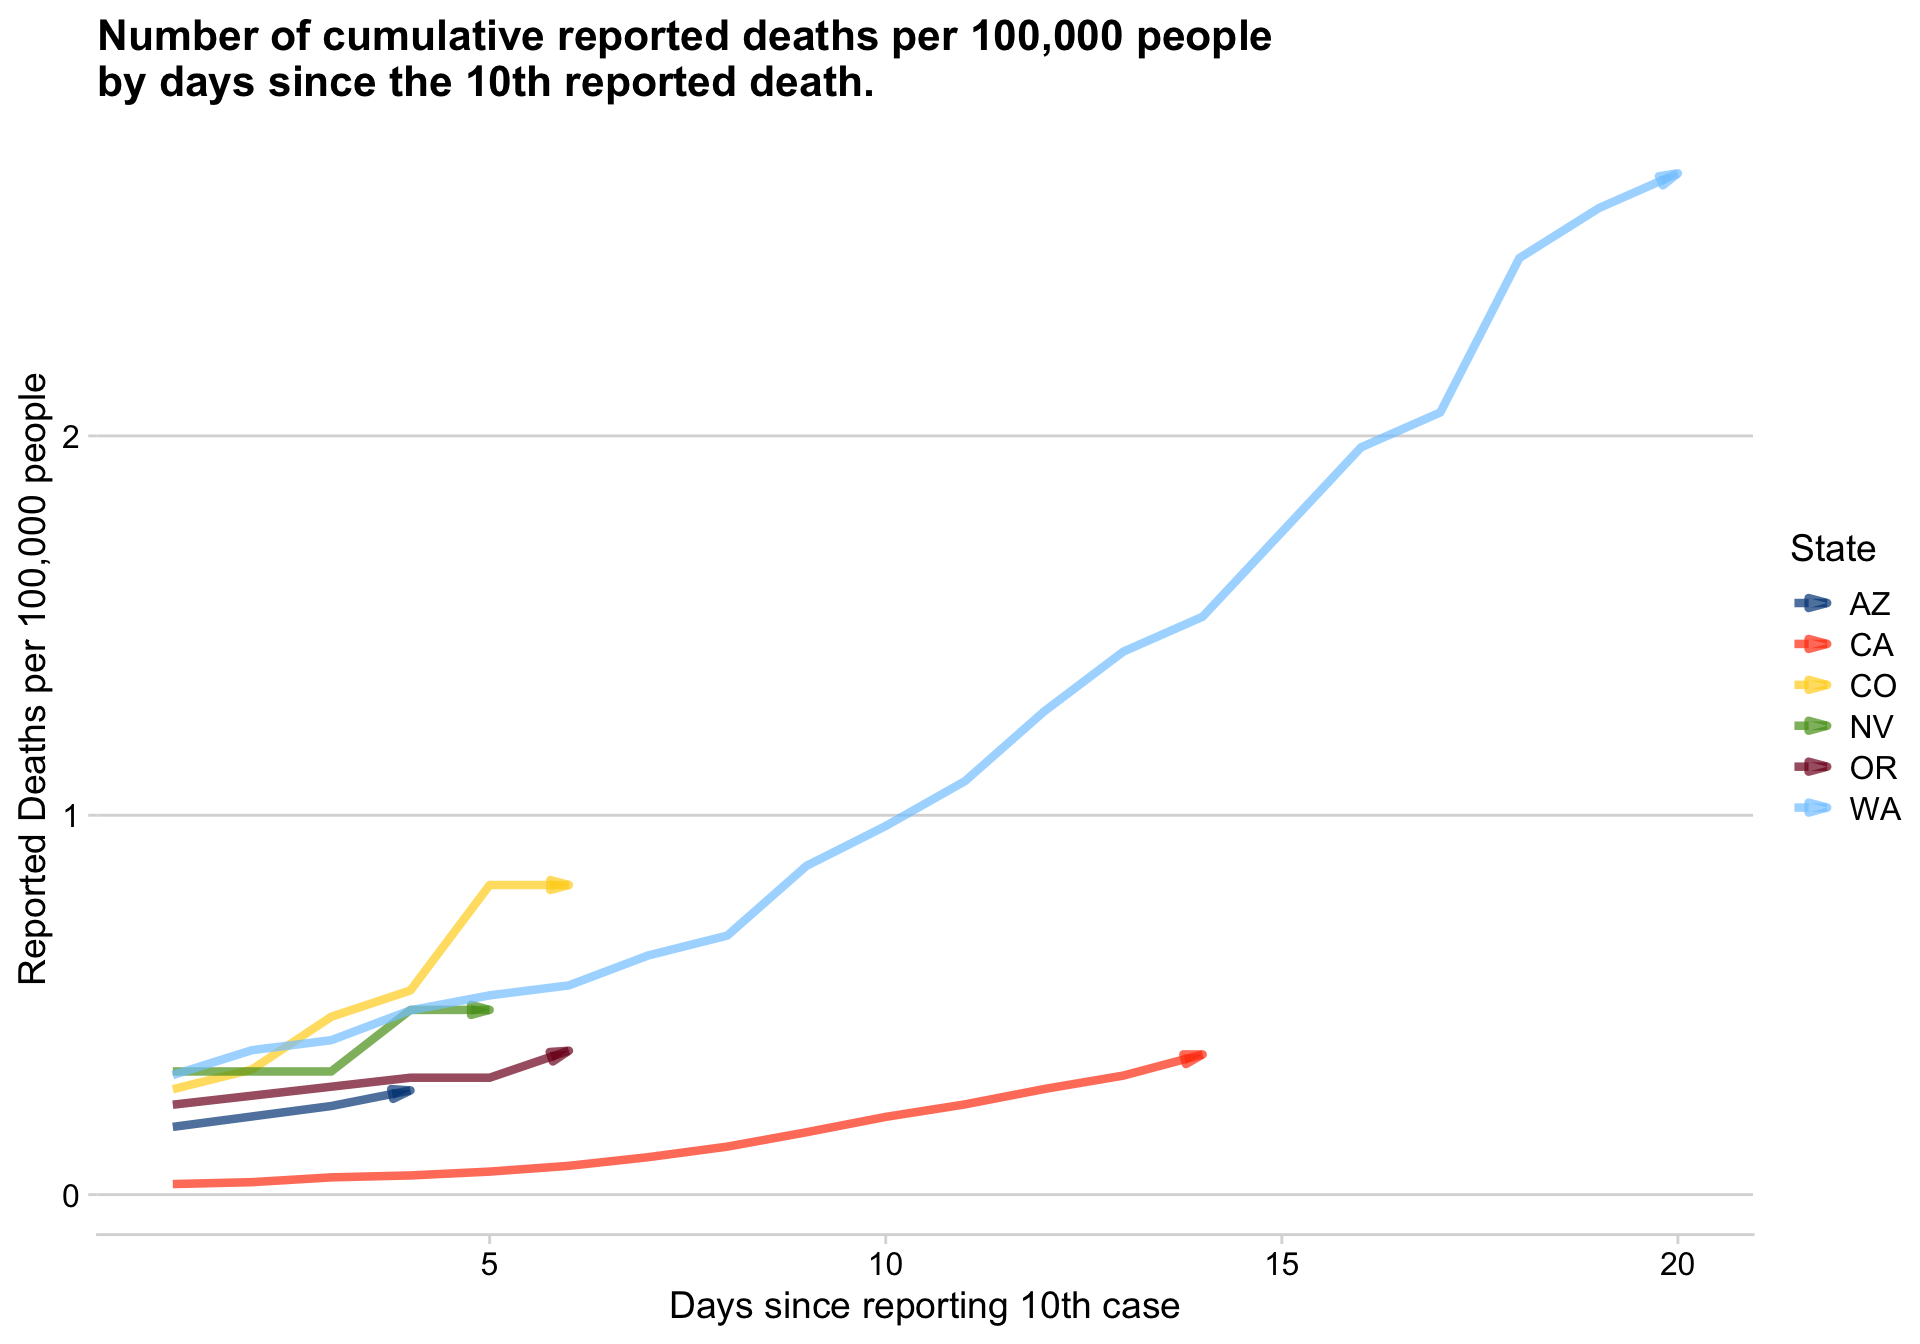 Number of cumulative reported deaths per 100,000 people
by days since the 10th reported death.
Reported Deaths per 100,000 people
2
1
0
5
10
15
20
Days since reporting 10th case
State
AZ
CA
CO
NV
OR
WA